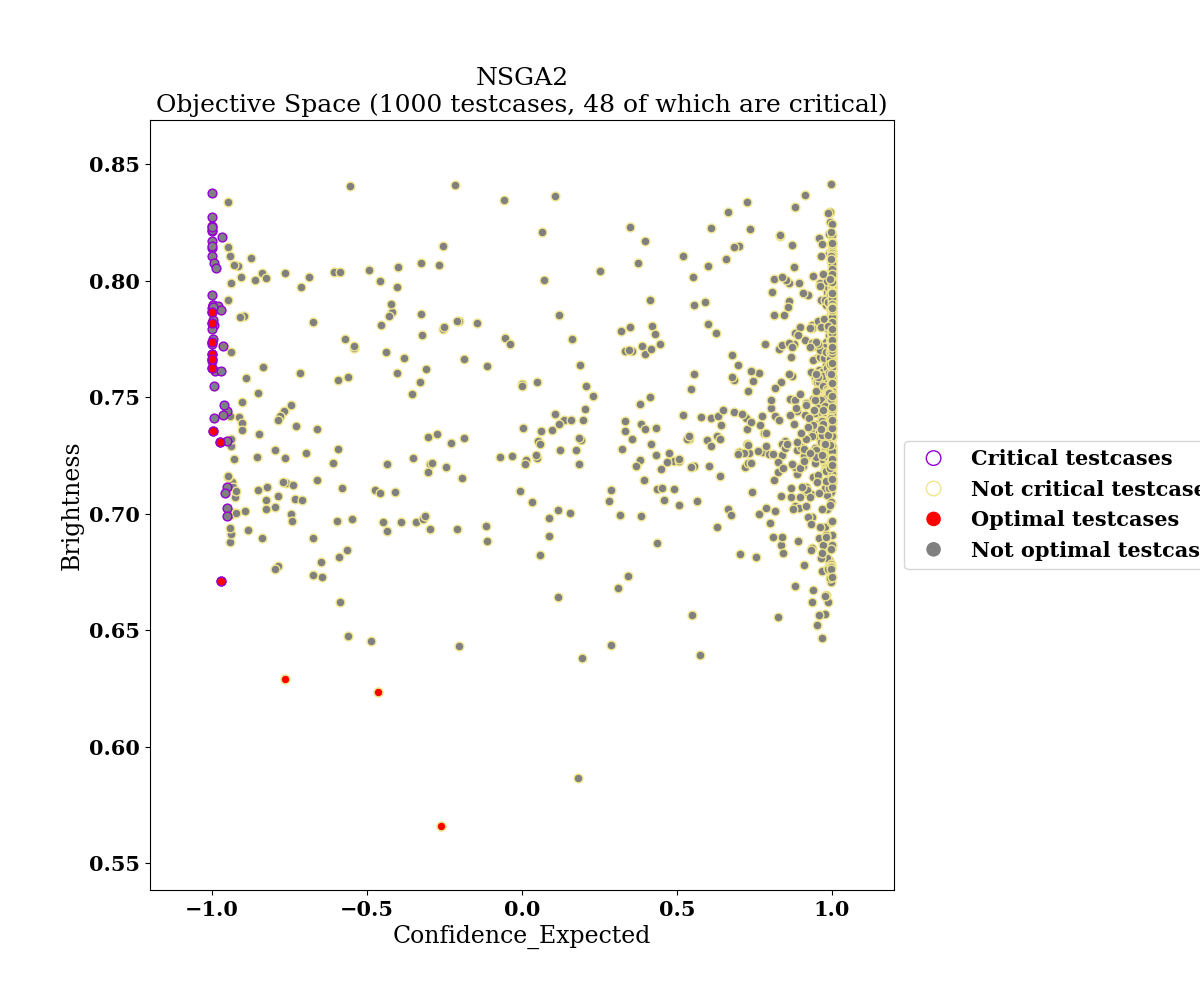 NSGA2
Objective Space (1000 testcases, 48 of which are critical)
0.85
0.80
0.75
0.70
0.65
0.60
0.55
Brightness
−1.0
−0.5
0.0
0.5
1.0
Confidence_Expected
Critical testcases
Not critical testcase
Optimal testcases
Not optimal testcas